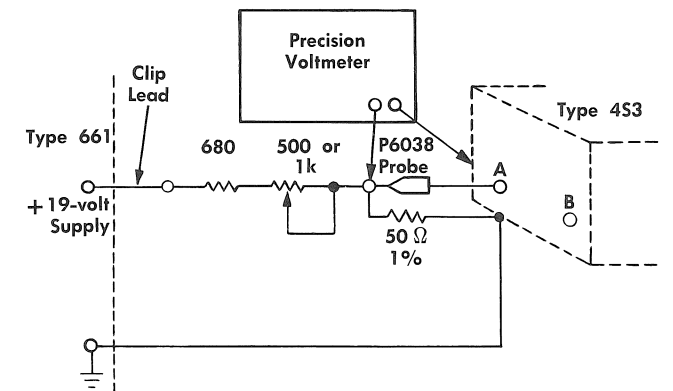 Precision
Voltmeter
Clip
Lead
Type 4S3
Type 661
680
500 or
1k
P6038
Probe
A
+19-volt
Supply
B
50 Ω
1%